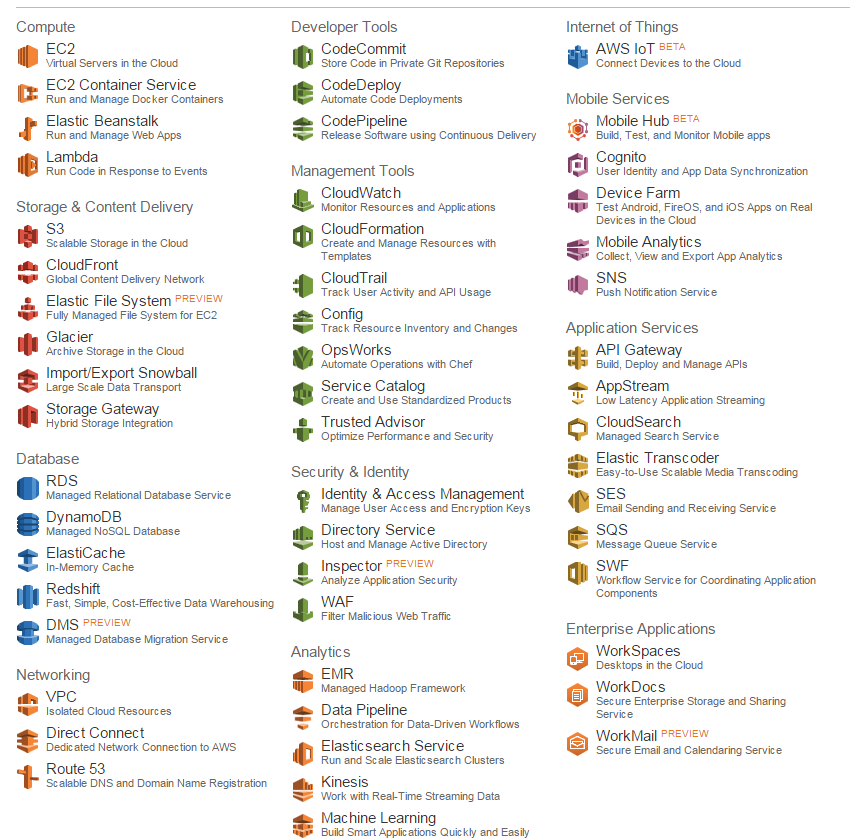 Compute
EC2
Virtual Servers in the Cloud
EC2 Container Service
Run and Manage Docker Containers
Elastic Beanstalk
Run and Manage Web Apps
Lambda
Run Code in Response to Events
Storage & Content Delivery
S3
Scalable Storage in the Cloud
CloudFront
Global Content Delivery Network
Elastic File System PREVIEW
Fully Managed File System for EC2
Glacier
Archive Storage in the Cloud
Import/Export Snowball
Large Scale Data Transport
Storage Gateway
Hybrid Storage Integration
Database
RDS
Managed Relational Database Service
DynamoDB
Managed NoSQL Database
ElastiCache
In-Memory Cache
Redshift
Fast, Simple, Cost-Effective Data Warehousing
DMS PREVIEW
Managed Database Migration Service
Networking
VPC
Isolated Cloud Resources
Direct Connect
Dedicated Network Connection to AWS
Route 53
Scalable DNS and Domain Name Registration
Developer Tools
CodeCommit
Store Code in Private Git Repositories
CodeDeploy
Automate Code Deployments
CodePipeline
Release Software using Continuous Delivery
Management Tools
CloudWatch
Monitor Resources and Applications
CloudFormation
Create and Manage Resources with
Templates
CloudTrail
Track User Activity and API Usage
Config
Track Resource Inventory and Changes
OpsWorks
Automate Operations with Chef
Service Catalog
Create and Use Standardized Products
Trusted Advisor
Optimize Performance and Security
Security & Identity
Identity & Access Management
Manage User Access and Encryption Keys
Directory Service
Host and Manage Active Directory
Inspector PREVIEW
Analyze Application Security
WAF
Filter Malicious Web Traffic
Analytics
EMR
Managed Hadoop Framework
Data Pipeline
Orchestration for Data-Driven Workflows
Elasticsearch Service
Run and Scale Elasticsearch Clusters
Kinesis
Work with Real-Time Streaming Data
Machine Learning
Build Smart Applications Quickly and Easily
Internet of Things
AWS IoT BETA
Connect Devices to the Cloud
Mobile Services
Mobile Hub BETA
Build, Test, and Monitor Mobile apps
Cognito
User Identity and App Data Synchronization
Device Farm
Test Android, FireOS, and iOS Apps on Real
Devices in the Cloud
Mobile Analytics
Collect, View and Export App Analytics
SNS
Push Notification Service
Application Services
API Gateway
Build, Deploy and Manage APIs
AppStream
Low Latency Application Streaming
CloudSearch
Managed Search Service
Elastic Transcoder
Easy-to-Use Scalable Media Transcoding
SES
Email Sending and Receiving Service
SQS
Message Queue Service
SWF
Workflow Service for Coordinating Application
Components
Enterprise Applications
WorkSpaces
Desktops in the Cloud
WorkDocs
Secure Enterprise Storage and Sharing
Service
WorkMail PREVIEW
Secure Email and Calendaring Service